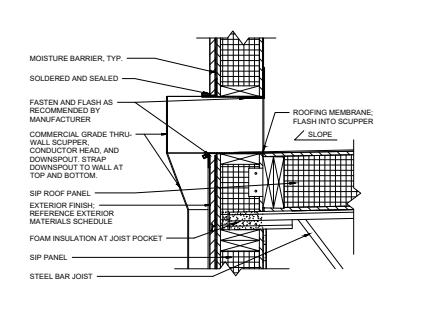 MOISTURE BARRIER, TYP.
SOLDERED AND SEALED
FASTEN AND FLASH AS
RECOMMENDED BY
MANUFACTURER
COMMERCIAL GRADE THRU-
WALL SCUPPER,
CONDUCTOR HEAD, AND
DOWNSPOUT. STRAP
DOWNSPOUT TO WALL AT
TOP AND BOTTOM.
SIP ROOF PANEL
EXTERIOR FINISH;
REFERENCE EXTERIOR
MATERIALS SCHEDULE
FOAM INSULATION AT JOIST POCKET
SIP PANEL
STEEL BAR JOIST
ROOFING MEMBRANE;
FLASH INTO SCUPPER
SLOPE